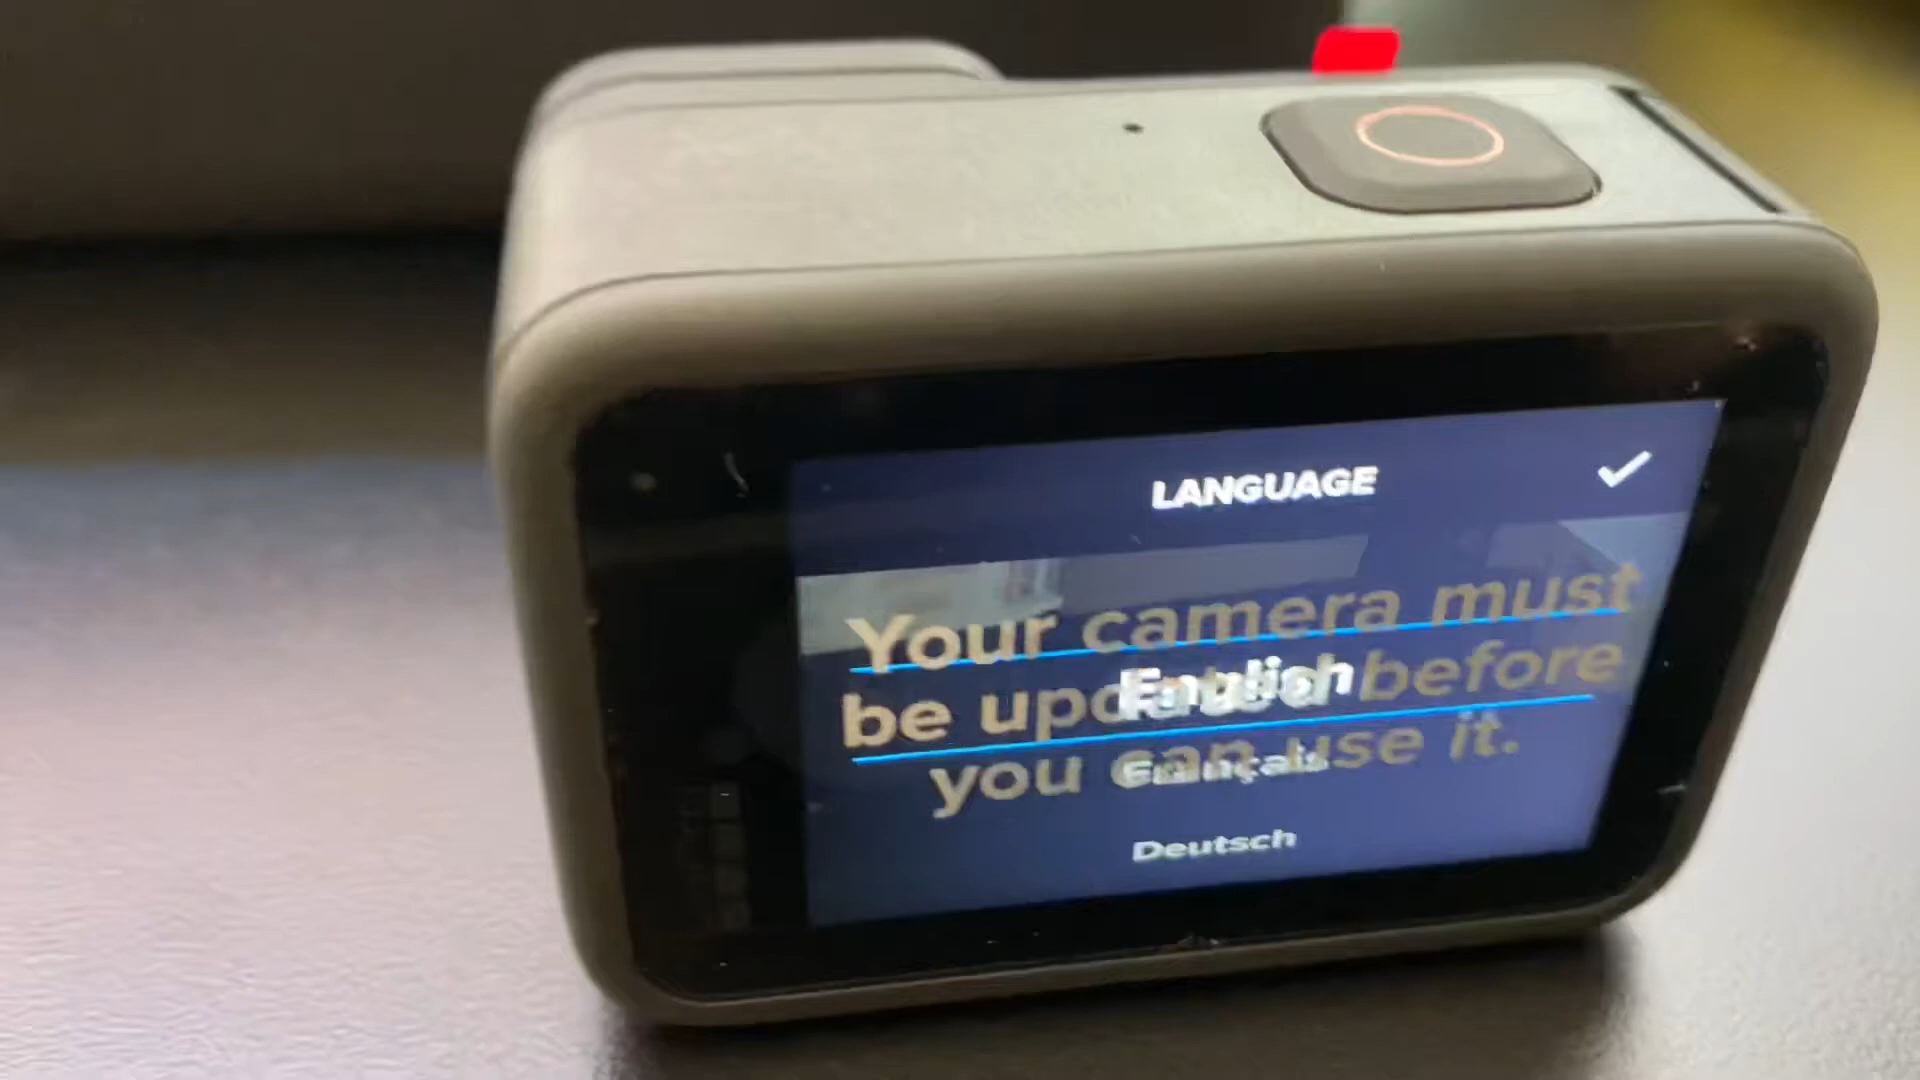 LANGUAGE
Your camera must
English
be updated before
Français
you can use it.
Deutsch